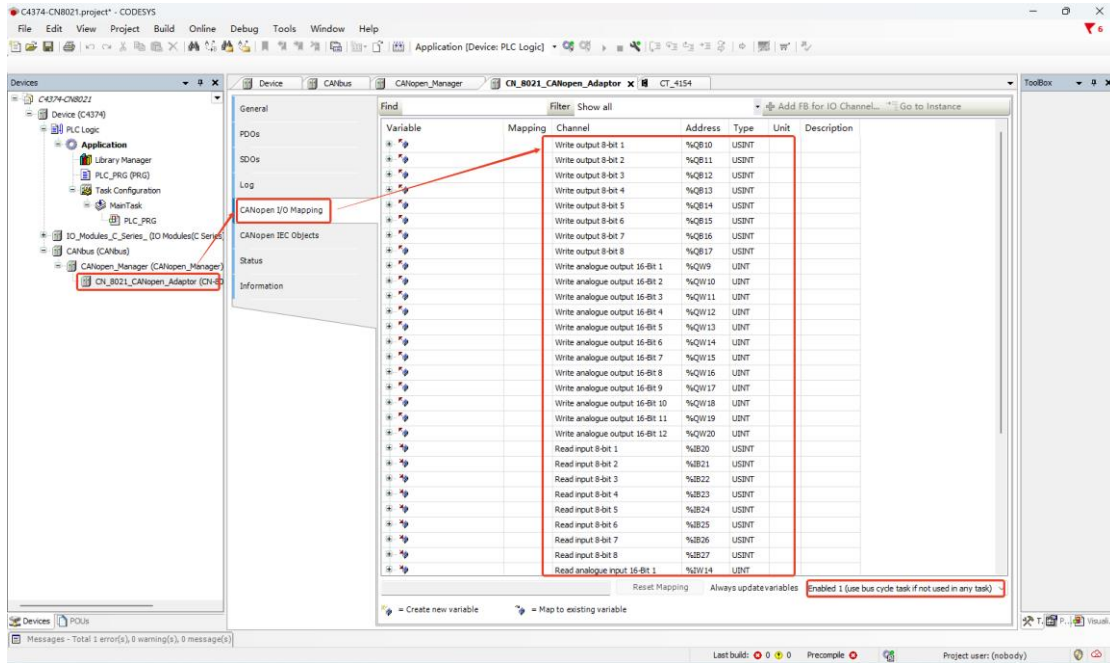 C4374-CN8021.project* - CODESYS
File Edit View Project Build Online Debug Tools Window Help
6
Application [Device: PLC Logic]
Devices
C4374-CN8021
Device (C4374)
PLC Logic
Application
Library Manager
PLC_PRG (PRG)
Task Configuration
MainTask
PLC_PRG
IO_Modules_C_Series_ (IO Modules(C Series
CANbus (CANbus)
CANopen_Manager (CANopen_Manager)
CN_8021_CANopen_Adaptor (CN-80
Devices POUs
Device CANbus CANopen_Manager CN_8021_CANopen_Adaptor CT_4154
General
PDOs
SDOs
Log
CANopen I/O Mapping
CANopen IEC Objects
Status
Information
Find Filter Show all Add FB for IO Channel... Go to Instance
Variable Mapping Channel Address Type Unit Description
Write output 8-bit 1 %QB10 USINT
Write output 8-bit 2 %QB11 USINT
Write output 8-bit 3 %QB12 USINT
Write output 8-bit 4 %QB13 USINT
Write output 8-bit 5 %QB14 USINT
Write output 8-bit 6 %QB15 USINT
Write output 8-bit 7 %QB16 USINT
Write output 8-bit 8 %QB17 USINT
Write analogue output 16-Bit 1 %QW9 UINT
Write analogue output 16-Bit 2 %QW10 UINT
Write analogue output 16-Bit 3 %QW11 UINT
Write analogue output 16-Bit 4 %QW12 UINT
Write analogue output 16-Bit 5 %QW13 UINT
Write analogue output 16-Bit 6 %QW14 UINT
Write analogue output 16-Bit 7 %QW15 UINT
Write analogue output 16-Bit 8 %QW16 UINT
Write analogue output 16-Bit 9 %QW17 UINT
Write analogue output 16-Bit 10 %QW18 UINT
Write analogue output 16-Bit 11 %QW19 UINT
Write analogue output 16-Bit 12 %QW20 UINT
Read input 8-bit 1 %IB20 USINT
Read input 8-bit 2 %IB21 USINT
Read input 8-bit 3 %IB22 USINT
Read input 8-bit 4 %IB23 USINT
Read input 8-bit 5 %IB24 USINT
Read input 8-bit 6 %IB25 USINT
Read input 8-bit 7 %IB26 USINT
Read input 8-bit 8 %IB27 USINT
Read analogue input 16-Bit 1 %IW14 UINT
Reset Mapping Always update variables Enabled 1 (use bus cycle task if not used in any task)
= Create new variable = Map to existing variable
ToolBox
T. P... Visuali.
Messages - Total 1 error(s), 0 warning(s), 0 message(s)
Last build: 0 0 Precompile Project user: (nobody)